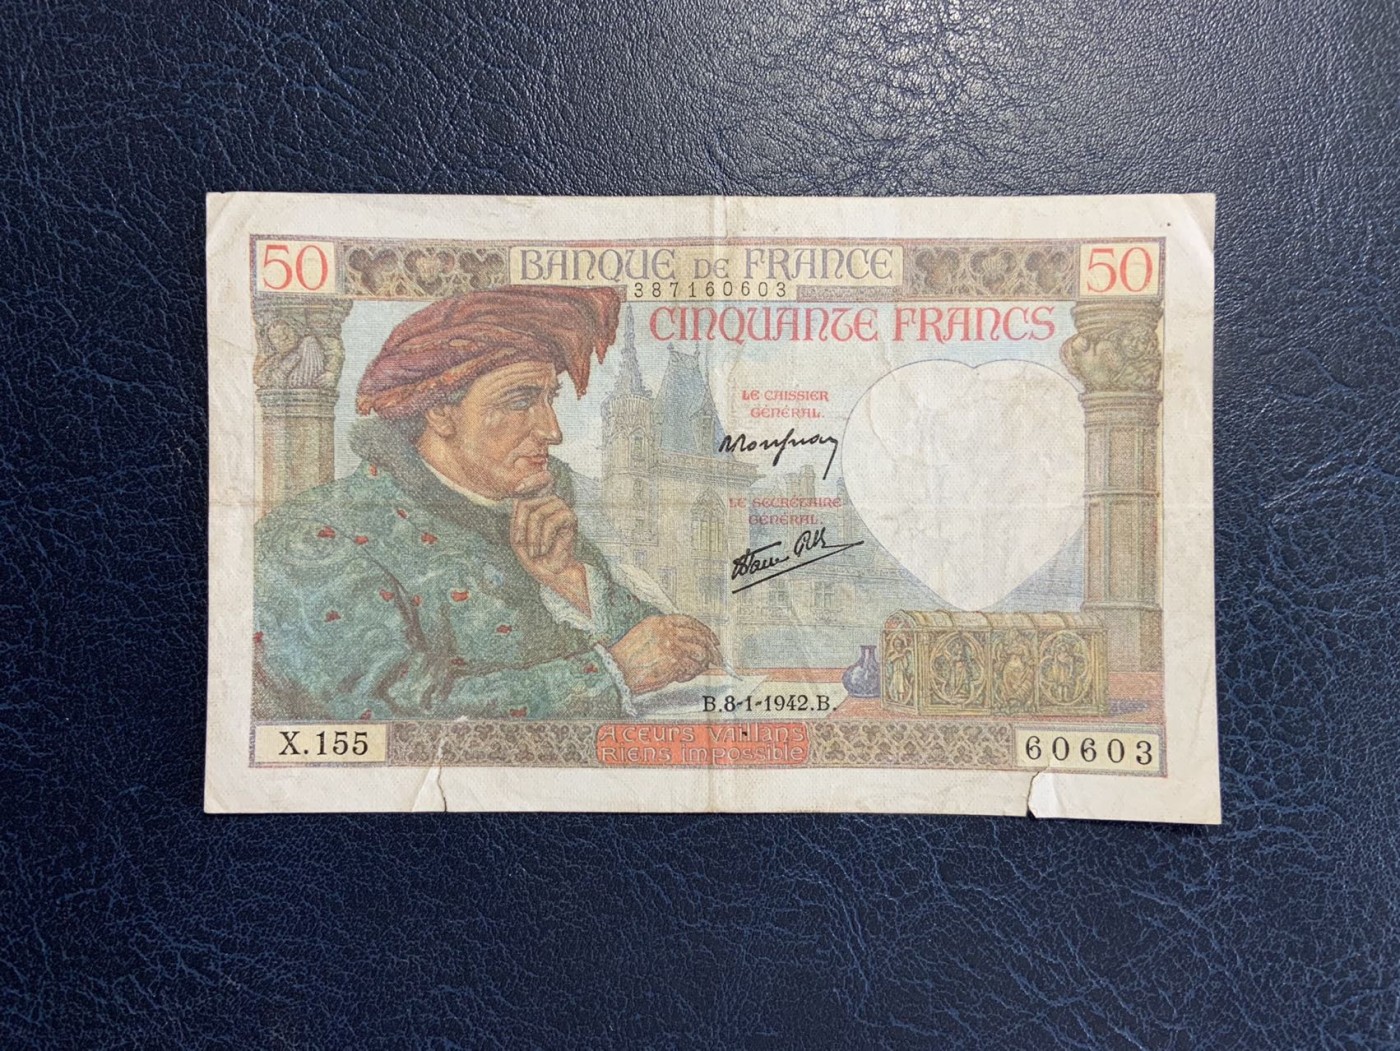 50 BANQUE DE FRANCE 50
387160603
CINQUANTE FRANCS
LE CAISSIER
GÉNÉRAL.
LE SECRÉTAIRE
GÉNÉRAL.
B.8-1-1942.B.
X.155
A CEURS VAILLANS
RIENS IMPOSSIBLE
60603